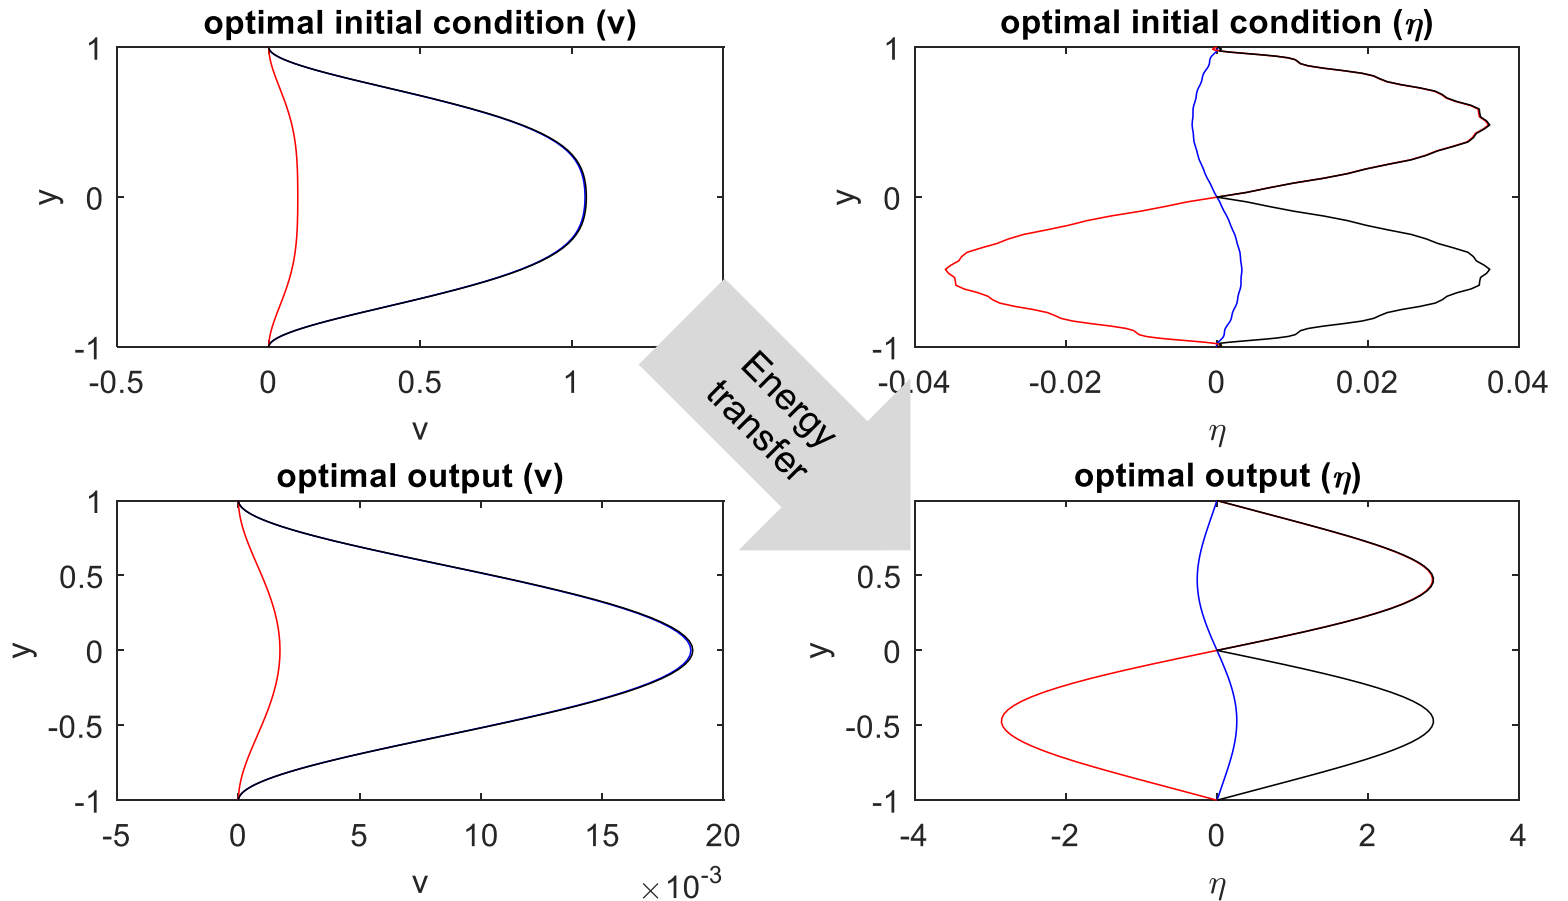 optimal initial condition (v)
1
0
-1
y
-0.5
0
0.5
1
v
optimal initial condition (η)
1
0
-1
y
-0.04
-0.02
0
0.02
0.04
η
Energy
transfer
optimal output (v)
1
0.5
0
-0.5
-1
y
-5
0
5
10
15
20
v
×10-3
optimal output (η)
1
0.5
0
-0.5
-1
y
-4
-2
0
2
4
η